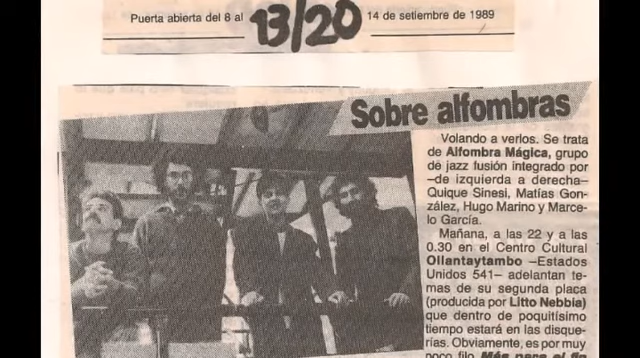 Puerta abierta del 8 al 14 de setiembre de 1989
13/20
Sobre alfombras
Volando a verlos. Se trata
de Alfombra Mágica, grupo
de jazz fusión integrado por
–de izquierda a derecha–
Quique Sinesi, Matías Gon-
zález, Hugo Marino y Marce-
lo García.
Mañana, a las 22 y a las
0.30 en el Centro Cultural
Ollantaytambo –Estados
Unidos 541– adelantan te-
mas de su segunda placa
(producida por Litto Nebbia)
que dentro de poquitísimo
tiempo estará en las disque-
rías. Obviamente, es por muy
poco filo. Más para el fin